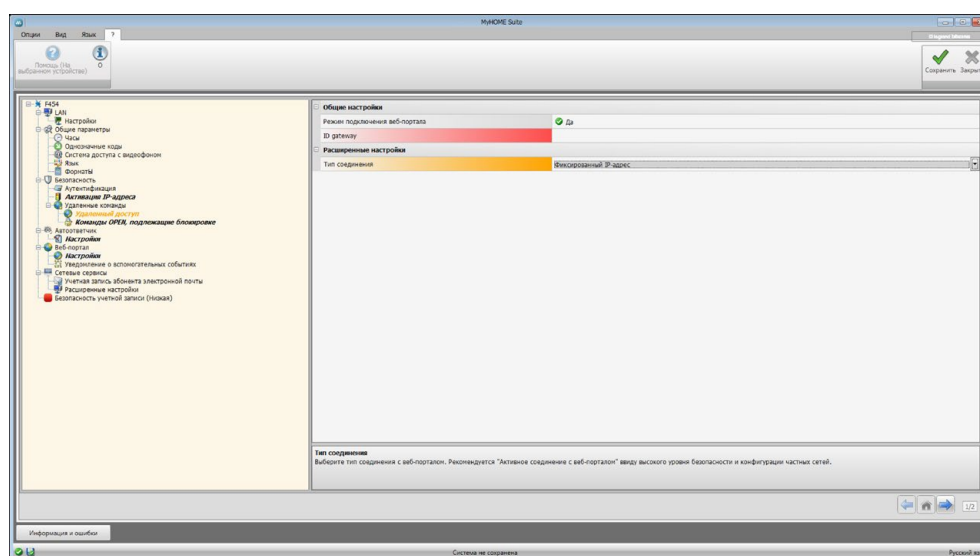 MyHOME Suite
Опции Вид Язык ?
Помощь (На
выбранном устройстве)
О
Сохранить Закрыт
F454
LAN
Настройки
Общие параметры
Часы
Однозначные коды
Система доступа с видеофоном
Язык
Форматы
Безопасность
Аутентификация
Активация IP-адреса
Удаленные команды
Удаленный доступ
Команды OPEN, подлежащие блокировке
Автоответчик
Настройки
Веб-портал
Настройки
Уведомление о вспомогательных событиях
Сетевые сервисы
Учетная запись абонента электронной почты
Расширенные настройки
Безопасность учетной записи (Низкая)
Общие настройки
Режим подключения веб-портала Да
ID gateway
Расширенные настройки
Тип соединения Фиксированный IP-адрес
Тип соединения
Выберите тип соединения с веб-порталом. Рекомендуется "Активное соединение с веб-порталом" ввиду высокого уровня безопасности и конфигурации частных сетей.
1/2
Информация и ошибки
Система не сохранена
Русский